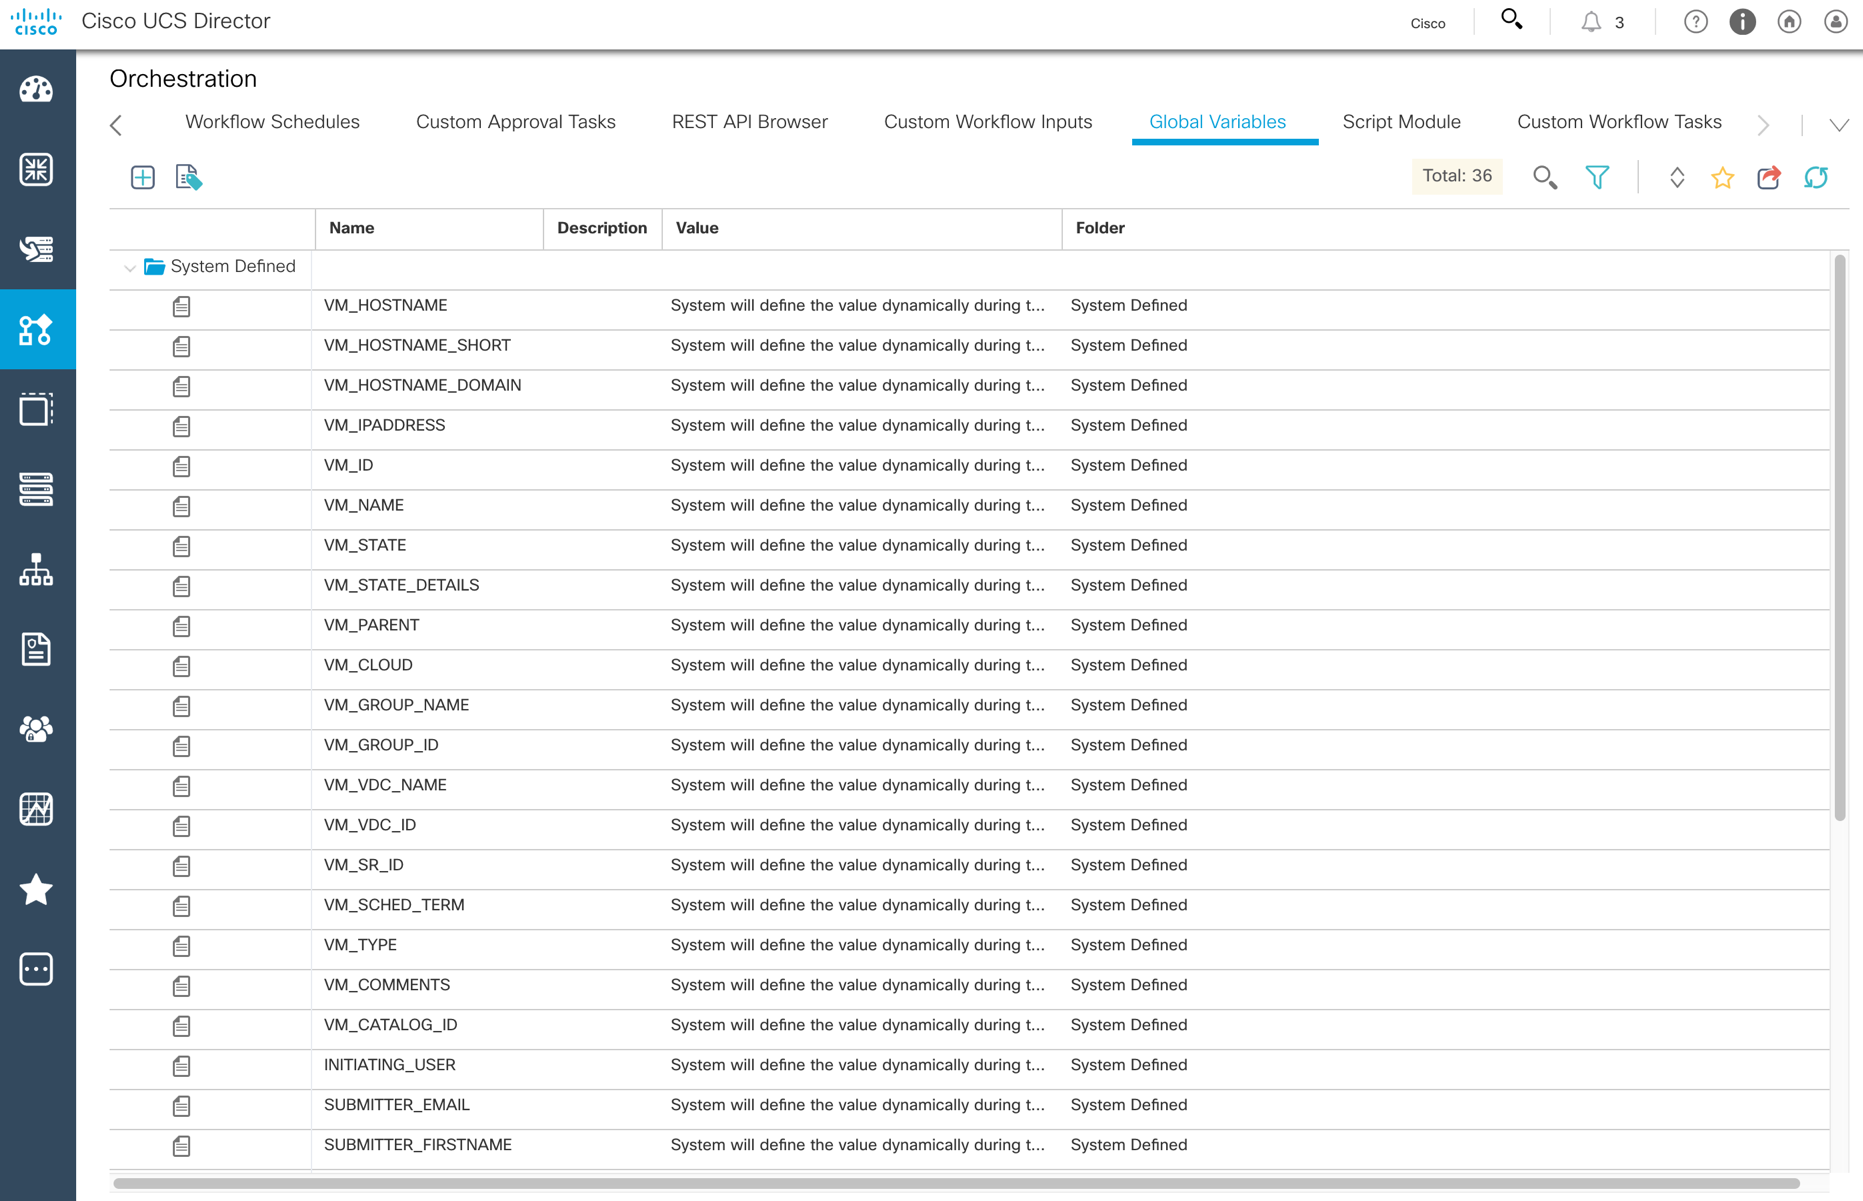 cisco Cisco UCS Director Cisco 3
Orchestration
Workflow Schedules Custom Approval Tasks REST API Browser Custom Workflow Inputs Global Variables Script Module Custom Workflow Tasks
Total: 36
Name Description Value Folder
System Defined
VM_HOSTNAME System will define the value dynamically during t... System Defined
VM_HOSTNAME_SHORT System will define the value dynamically during t... System Defined
VM_HOSTNAME_DOMAIN System will define the value dynamically during t... System Defined
VM_IPADDRESS System will define the value dynamically during t... System Defined
VM_ID System will define the value dynamically during t... System Defined
VM_NAME System will define the value dynamically during t... System Defined
VM_STATE System will define the value dynamically during t... System Defined
VM_STATE_DETAILS System will define the value dynamically during t... System Defined
VM_PARENT System will define the value dynamically during t... System Defined
VM_CLOUD System will define the value dynamically during t... System Defined
VM_GROUP_NAME System will define the value dynamically during t... System Defined
VM_GROUP_ID System will define the value dynamically during t... System Defined
VM_VDC_NAME System will define the value dynamically during t... System Defined
VM_VDC_ID System will define the value dynamically during t... System Defined
VM_SR_ID System will define the value dynamically during t... System Defined
VM_SCHED_TERM System will define the value dynamically during t... System Defined
VM_TYPE System will define the value dynamically during t... System Defined
VM_COMMENTS System will define the value dynamically during t... System Defined
VM_CATALOG_ID System will define the value dynamically during t... System Defined
INITIATING_USER System will define the value dynamically during t... System Defined
SUBMITTER_EMAIL System will define the value dynamically during t... System Defined
SUBMITTER_FIRSTNAME System will define the value dynamically during t... System Defined